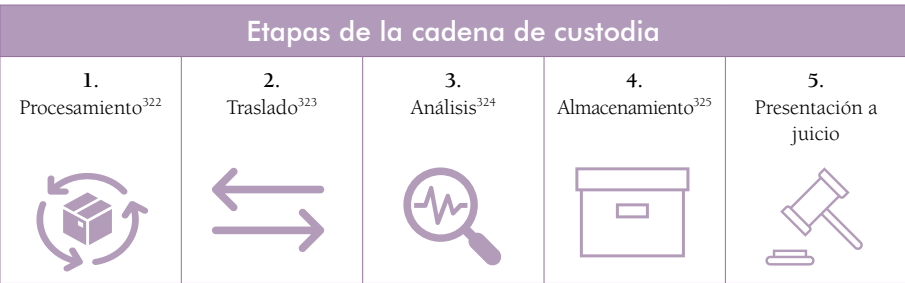 Etapas de la cadena de custodia
1.
Procesamiento322
2.
Traslado323
3.
Análisis324
4.
Almacenamiento325
5.
Presentación a
juicio